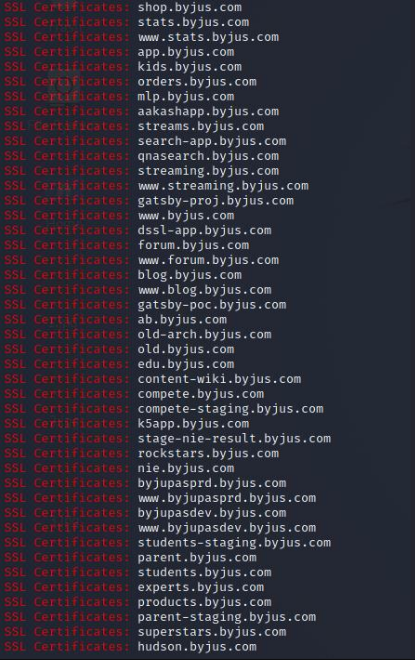 SSL Certificates: shop.byjus.com
SSL Certificates: stats.byjus.com
SSL Certificates: www.stats.byjus.com
SSL Certificates: app.byjus.com
SSL Certificates: kids.byjus.com
SSL Certificates: orders.byjus.com
SSL Certificates: mlp.byjus.com
SSL Certificates: aakashapp.byjus.com
SSL Certificates: streams.byjus.com
SSL Certificates: search-app.byjus.com
SSL Certificates: qnasearch.byjus.com
SSL Certificates: streaming.byjus.com
SSL Certificates: www.streaming.byjus.com
SSL Certificates: gatsby-proj.byjus.com
SSL Certificates: www.byjus.com
SSL Certificates: dssl-app.byjus.com
SSL Certificates: forum.byjus.com
SSL Certificates: www.forum.byjus.com
SSL Certificates: blog.byjus.com
SSL Certificates: www.blog.byjus.com
SSL Certificates: gatsby-poc.byjus.com
SSL Certificates: ab.byjus.com
SSL Certificates: old-arch.byjus.com
SSL Certificates: old.byjus.com
SSL Certificates: edu.byjus.com
SSL Certificates: content-wiki.byjus.com
SSL Certificates: compete.byjus.com
SSL Certificates: compete-staging.byjus.com
SSL Certificates: k5app.byjus.com
SSL Certificates: stage-nie-result.byjus.com
SSL Certificates: rockstars.byjus.com
SSL Certificates: nie.byjus.com
SSL Certificates: byjupasprd.byjus.com
SSL Certificates: www.byjupasprd.byjus.com
SSL Certificates: byjupasdev.byjus.com
SSL Certificates: www.byjupasdev.byjus.com
SSL Certificates: students-staging.byjus.com
SSL Certificates: parent.byjus.com
SSL Certificates: students.byjus.com
SSL Certificates: experts.byjus.com
SSL Certificates: products.byjus.com
SSL Certificates: parent-staging.byjus.com
SSL Certificates: superstars.byjus.com
SSL Certificates: hudson.byjus.com